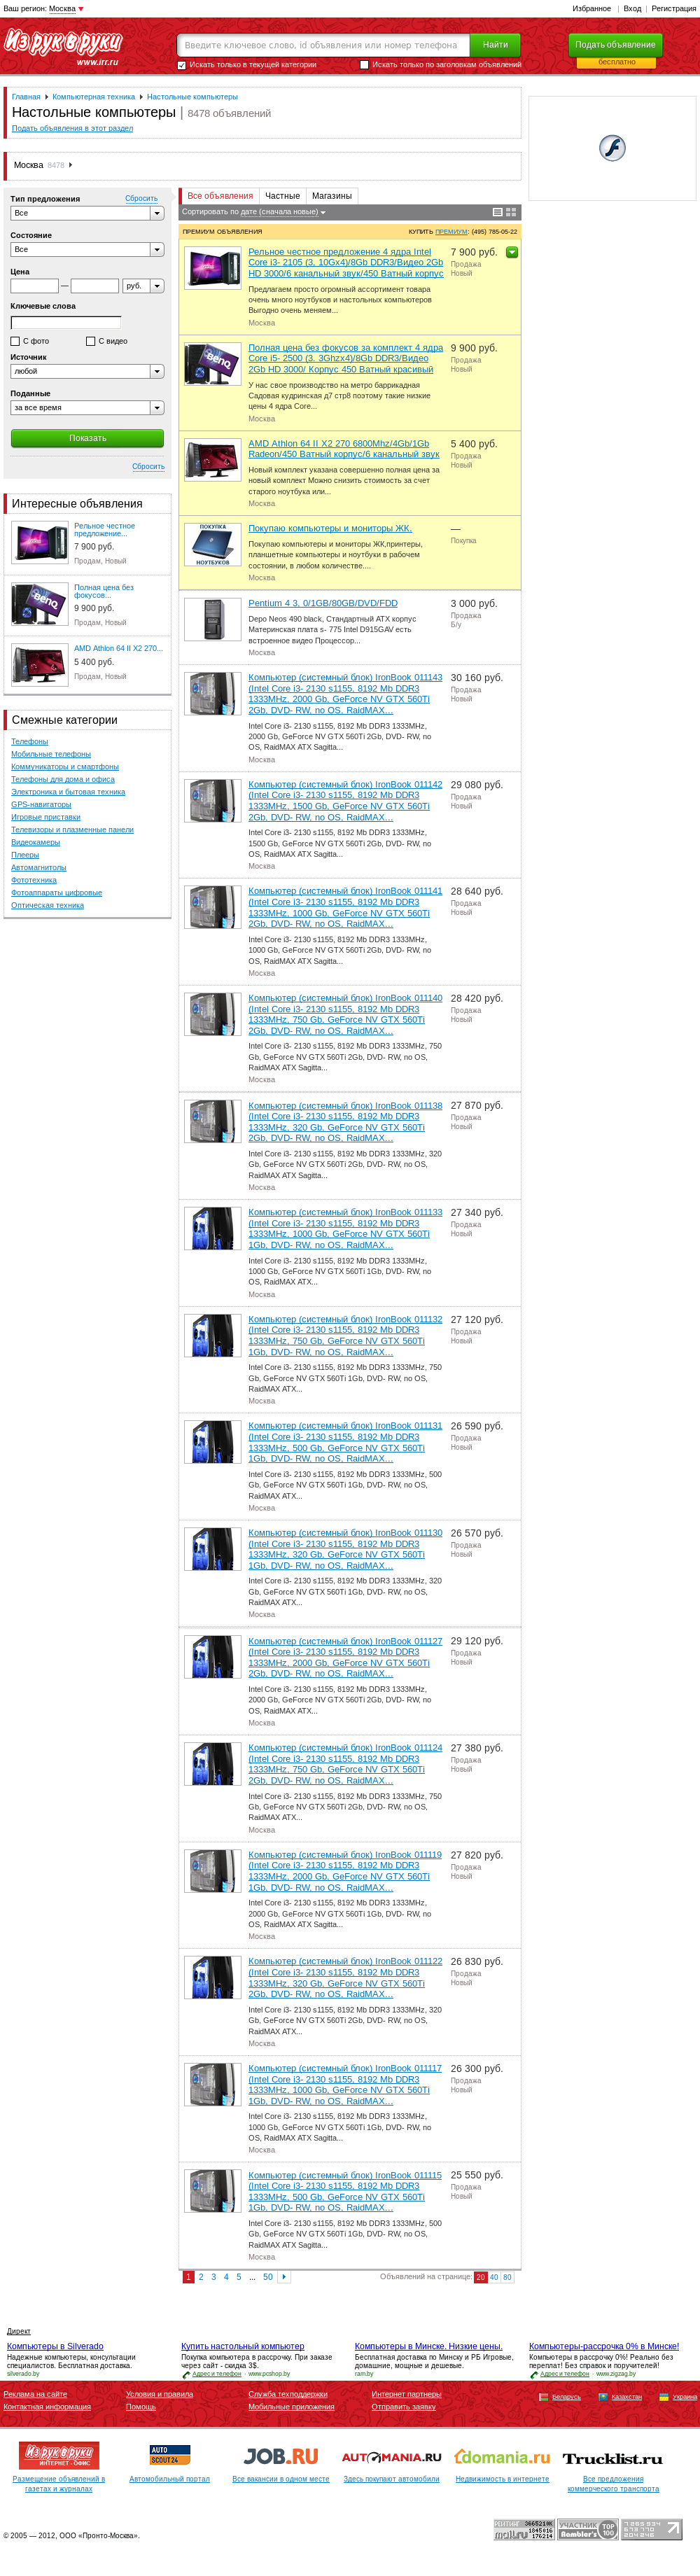 Ваш регион: Москва
Избранное | Вход | Регистрация
Из рук в руки
www.irr.ru
Введите ключевое слово, id объявления или номер телефона
Найти
Подать объявление
бесплатно
Искать только в текущей категории
Искать только по заголовкам объявлений
Главная Компьютерная техника Настольные компьютеры
Настольные компьютеры | 8478 объявлений
Подать объявления в этот раздел
Москва 8478
Тип предложения Сбросить
Все
Состояние
Все
Цена
— руб.
Ключевые слова
С фото С видео
Источник
любой
Поданные
за все время
Показать
Сбросить
Интересные объявления
Рельное честное
предложение...
7 900 руб.
Продам, Новый
Полная цена без
фокусов...
9 900 руб.
Продам, Новый
AMD Athlon 64 II X2 270...
5 400 руб.
Продам, Новый
Смежные категории
Телефоны
Мобильные телефоны
Коммуникаторы и смартфоны
Телефоны для дома и офиса
Электроника и бытовая техника
GPS-навигаторы
Игровые приставки
Телевизоры и плазменные панели
Видеокамеры
Плееры
Автомагнитолы
Фототехника
Фотоаппараты цифровые
Оптическая техника
Все объявления Частные Магазины
Сортировать по дате (сначала новые)
ПРЕМИУМ ОБЪЯВЛЕНИЯ
КУПИТЬ ПРЕМИУМ: (495) 785-05-22
Рельное честное предложение 4 ядра Intel
Core i3- 2105 (3, 10Gx4)/8Gb DDR3/Видео 2Gb
HD 3000/6 канальный звук/450 Ватный корпус
Предлагаем просто огромный ассортимент товара
очень много ноутбуков и настольных компьютеров
Выгодно очень меняем...
Москва
7 900 руб.
Продажа
Новый
Полная цена без фокусов за комплект 4 ядра
Core i5- 2500 (3. 3Ghzx4)/8Gb DDR3/Видео
2Gb HD 3000/ Корпус 450 Ватный красивый
У нас свое производство на метро баррикадная
Садовая кудринская д7 стр8 поэтому такие низкие
цены 4 ядра Core...
Москва
9 900 руб.
Продажа
Новый
BenQ
AMD Athlon 64 II X2 270 6800Mhz/4Gb/1Gb
Radeon/450 Ватный корпус/6 канальный звук
Новый комплект указана совершенно полная цена за
новый комплект Можно снизить стоимость за счет
старого ноутбука или...
Москва
5 400 руб.
Продажа
Новый
ПОКУПКА
НОУТБУКОВ
Покупаю компьютеры и мониторы ЖК.
Покупаем компьютеры и мониторы ЖК,принтеры,
планшетные компьютеры и ноутбуки в рабочем
состоянии, в любом количестве....
Москва
—
Покупка
Pentium 4 3, 0/1GB/80GB/DVD/FDD
Depo Neos 490 black, Стандартный ATX корпус
Материнская плата s- 775 Intel D915GAV есть
встроенное видео Процессор...
Москва
3 000 руб.
Продажа
Б/у
Компьютер (системный блок) IronBook 011143
(Intel Core i3- 2130 s1155, 8192 Mb DDR3
1333MHz, 2000 Gb, GeForce NV GTX 560Ti
2Gb, DVD- RW, no OS, RaidMAX…
Intel Core i3- 2130 s1155, 8192 Mb DDR3 1333MHz,
2000 Gb, GeForce NV GTX 560Ti 2Gb, DVD- RW, no
OS, RaidMAX ATX Sagitta...
Москва
30 160 руб.
Продажа
Новый
Компьютер (системный блок) IronBook 011142
(Intel Core i3- 2130 s1155, 8192 Mb DDR3
1333MHz, 1500 Gb, GeForce NV GTX 560Ti
2Gb, DVD- RW, no OS, RaidMAX…
Intel Core i3- 2130 s1155, 8192 Mb DDR3 1333MHz,
1500 Gb, GeForce NV GTX 560Ti 2Gb, DVD- RW, no
OS, RaidMAX ATX Sagitta...
Москва
29 080 руб.
Продажа
Новый
Компьютер (системный блок) IronBook 011141
(Intel Core i3- 2130 s1155, 8192 Mb DDR3
1333MHz, 1000 Gb, GeForce NV GTX 560Ti
2Gb, DVD- RW, no OS, RaidMAX…
Intel Core i3- 2130 s1155, 8192 Mb DDR3 1333MHz,
1000 Gb, GeForce NV GTX 560Ti 2Gb, DVD- RW, no
OS, RaidMAX ATX Sagitta...
Москва
28 640 руб.
Продажа
Новый
Компьютер (системный блок) IronBook 011140
(Intel Core i3- 2130 s1155, 8192 Mb DDR3
1333MHz, 750 Gb, GeForce NV GTX 560Ti
2Gb, DVD- RW, no OS, RaidMAX…
Intel Core i3- 2130 s1155, 8192 Mb DDR3 1333MHz, 750
Gb, GeForce NV GTX 560Ti 2Gb, DVD- RW, no OS,
RaidMAX ATX Sagitta...
Москва
28 420 руб.
Продажа
Новый
Компьютер (системный блок) IronBook 011138
(Intel Core i3- 2130 s1155, 8192 Mb DDR3
1333MHz, 320 Gb, GeForce NV GTX 560Ti
2Gb, DVD- RW, no OS, RaidMAX…
Intel Core i3- 2130 s1155, 8192 Mb DDR3 1333MHz, 320
Gb, GeForce NV GTX 560Ti 2Gb, DVD- RW, no OS,
RaidMAX ATX Sagitta...
Москва
27 870 руб.
Продажа
Новый
Компьютер (системный блок) IronBook 011133
(Intel Core i3- 2130 s1155, 8192 Mb DDR3
1333MHz, 1000 Gb, GeForce NV GTX 560Ti
1Gb, DVD- RW, no OS, RaidMAX…
Intel Core i3- 2130 s1155, 8192 Mb DDR3 1333MHz,
1000 Gb, GeForce NV GTX 560Ti 1Gb, DVD- RW, no
OS, RaidMAX ATX...
Москва
27 340 руб.
Продажа
Новый
Компьютер (системный блок) IronBook 011132
(Intel Core i3- 2130 s1155, 8192 Mb DDR3
1333MHz, 750 Gb, GeForce NV GTX 560Ti
1Gb, DVD- RW, no OS, RaidMAX…
Intel Core i3- 2130 s1155, 8192 Mb DDR3 1333MHz, 750
Gb, GeForce NV GTX 560Ti 1Gb, DVD- RW, no OS,
RaidMAX ATX...
Москва
27 120 руб.
Продажа
Новый
Компьютер (системный блок) IronBook 011131
(Intel Core i3- 2130 s1155, 8192 Mb DDR3
1333MHz, 500 Gb, GeForce NV GTX 560Ti
1Gb, DVD- RW, no OS, RaidMAX…
Intel Core i3- 2130 s1155, 8192 Mb DDR3 1333MHz, 500
Gb, GeForce NV GTX 560Ti 1Gb, DVD- RW, no OS,
RaidMAX ATX...
Москва
26 590 руб.
Продажа
Новый
Компьютер (системный блок) IronBook 011130
(Intel Core i3- 2130 s1155, 8192 Mb DDR3
1333MHz, 320 Gb, GeForce NV GTX 560Ti
1Gb, DVD- RW, no OS, RaidMAX…
Intel Core i3- 2130 s1155, 8192 Mb DDR3 1333MHz, 320
Gb, GeForce NV GTX 560Ti 1Gb, DVD- RW, no OS,
RaidMAX ATX...
Москва
26 570 руб.
Продажа
Новый
Компьютер (системный блок) IronBook 011127
(Intel Core i3- 2130 s1155, 8192 Mb DDR3
1333MHz, 2000 Gb, GeForce NV GTX 560Ti
2Gb, DVD- RW, no OS, RaidMAX…
Intel Core i3- 2130 s1155, 8192 Mb DDR3 1333MHz,
2000 Gb, GeForce NV GTX 560Ti 2Gb, DVD- RW, no
OS, RaidMAX ATX...
Москва
29 120 руб.
Продажа
Новый
Компьютер (системный блок) IronBook 011124
(Intel Core i3- 2130 s1155, 8192 Mb DDR3
1333MHz, 750 Gb, GeForce NV GTX 560Ti
2Gb, DVD- RW, no OS, RaidMAX…
Intel Core i3- 2130 s1155, 8192 Mb DDR3 1333MHz, 750
Gb, GeForce NV GTX 560Ti 2Gb, DVD- RW, no OS,
RaidMAX ATX...
Москва
27 380 руб.
Продажа
Новый
Компьютер (системный блок) IronBook 011119
(Intel Core i3- 2130 s1155, 8192 Mb DDR3
1333MHz, 2000 Gb, GeForce NV GTX 560Ti
1Gb, DVD- RW, no OS, RaidMAX…
Intel Core i3- 2130 s1155, 8192 Mb DDR3 1333MHz,
2000 Gb, GeForce NV GTX 560Ti 1Gb, DVD- RW, no
OS, RaidMAX ATX Sagitta...
Москва
27 820 руб.
Продажа
Новый
Компьютер (системный блок) IronBook 011122
(Intel Core i3- 2130 s1155, 8192 Mb DDR3
1333MHz, 320 Gb, GeForce NV GTX 560Ti
2Gb, DVD- RW, no OS, RaidMAX…
Intel Core i3- 2130 s1155, 8192 Mb DDR3 1333MHz, 320
Gb, GeForce NV GTX 560Ti 2Gb, DVD- RW, no OS,
RaidMAX ATX...
Москва
26 830 руб.
Продажа
Новый
Компьютер (системный блок) IronBook 011117
(Intel Core i3- 2130 s1155, 8192 Mb DDR3
1333MHz, 1000 Gb, GeForce NV GTX 560Ti
1Gb, DVD- RW, no OS, RaidMAX…
Intel Core i3- 2130 s1155, 8192 Mb DDR3 1333MHz,
1000 Gb, GeForce NV GTX 560Ti 1Gb, DVD- RW, no
OS, RaidMAX ATX Sagitta...
Москва
26 300 руб.
Продажа
Новый
Компьютер (системный блок) IronBook 011115
(Intel Core i3- 2130 s1155, 8192 Mb DDR3
1333MHz, 500 Gb, GeForce NV GTX 560Ti
1Gb, DVD- RW, no OS, RaidMAX…
Intel Core i3- 2130 s1155, 8192 Mb DDR3 1333MHz, 500
Gb, GeForce NV GTX 560Ti 1Gb, DVD- RW, no OS,
RaidMAX ATX Sagitta...
Москва
25 550 руб.
Продажа
Новый
1 2 3 4 5 ... 50
Объявлений на странице: 20 40 80
Директ
Компьютеры в Silverado
Надежные компьютеры, консультации
специалистов. Бесплатная доставка.
silverado.by
Купить настольный компьютер
Покупка компьютера в рассрочку. При заказе
через сайт - скидка 3$.
Адрес и телефон · www.pcshop.by
Компьютеры в Минске. Низкие цены.
Бесплатная доставка по Минску и РБ Игровые,
домашние, мощные и дешевые.
ram.by
Компьютеры-рассрочка 0% в Минске!
Компьютеры в рассрочку 0%! Реально без
переплат! Без справок и поручителей!
Адрес и телефон · www.zigzag.by
Реклама на сайте
Контактная информация
Условия и правила
Помощь
Служба техподдержки
Мобильные приложения
Интернет партнеры
Отправить заявку
Беларусь Казахстан Украина
Из рук в руки
ИНТЕРНЕТ - ОФИС
Размещение объявлений в
газетах и журналах
AUTO
SCOUT24
Автомобильный портал
JOB.RU
Все вакансии в одном месте
AUTOMANIA.RU
Здесь покупают автомобили
domania.ru
Недвижимость в интернете
Trucklist.ru
Все предложения
коммерческого транспорта
© 2005 — 2012, ООО «Пронто-Москва».
РЕЙТИНГ 3665210K
mail.ru 1845016
176214
УЧАСТНИК
Rambler's
TOP
100